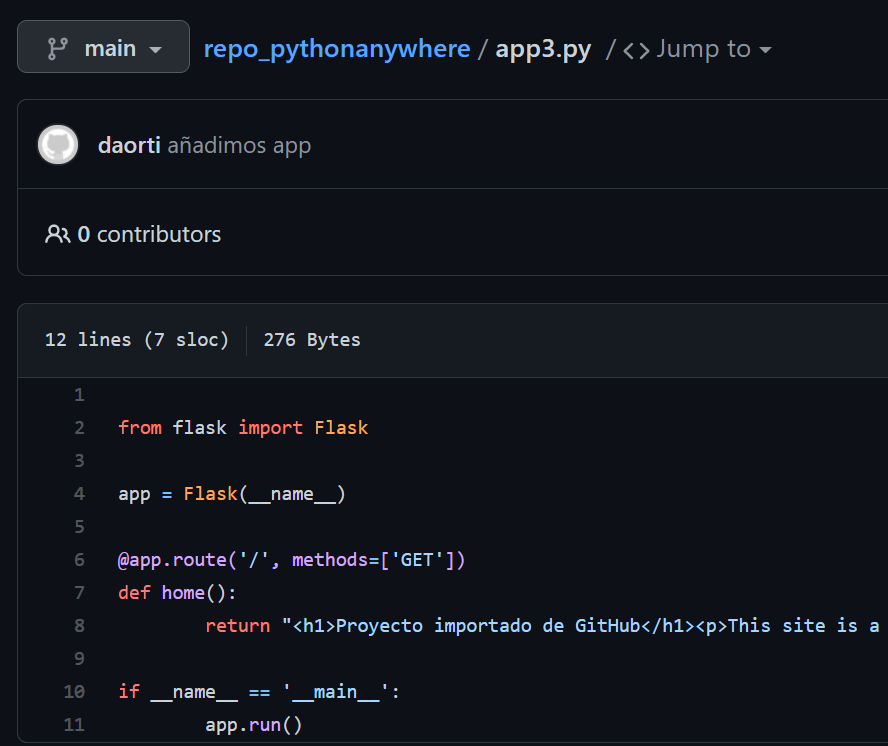 main repo_pythonanywhere / app3.py / <> Jump to
daorti añadimos app
0 contributors
12 lines (7 sloc) 276 Bytes
1
2 from flask import Flask
3
4 app = Flask(__name__)
5
6 @app.route('/', methods=['GET'])
7 def home():
8 return "<h1>Proyecto importado de GitHub</h1><p>This site is a
9
10 if __name__ == '__main__':
11 app.run()